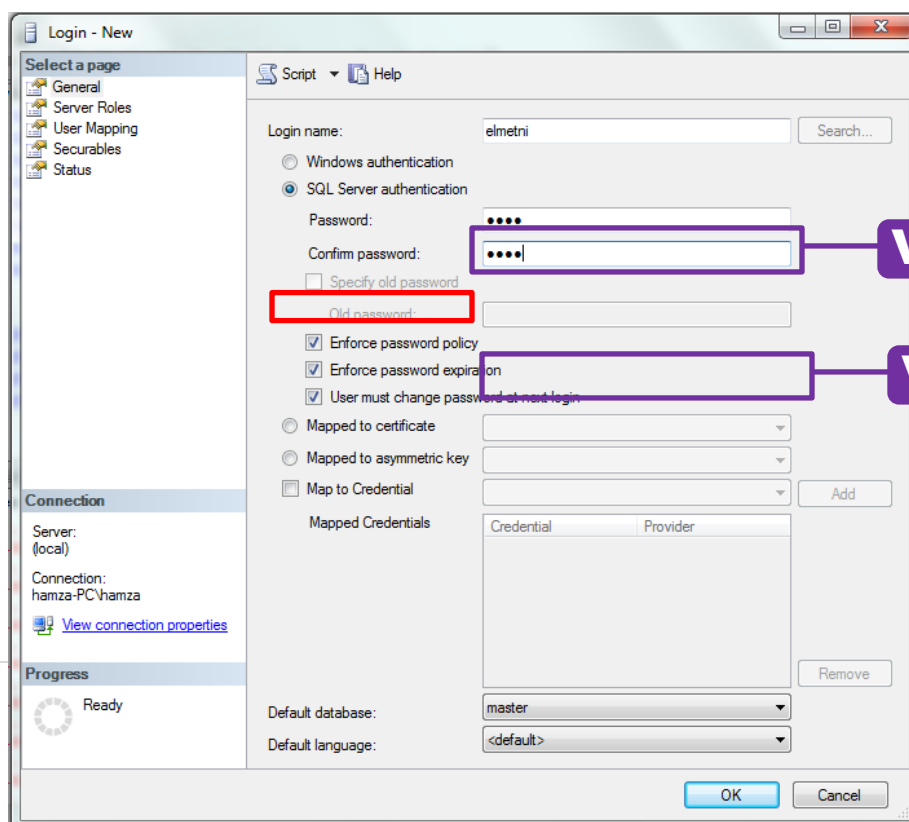 Login - New
Select a page
General
Server Roles
User Mapping
Securables
Status
Connection
Server:
(local)
Connection:
hamza-PC\hamza
View connection properties
Progress
Ready
Script Help
Login name: elmetni Search...
Windows authentication
SQL Server authentication
Password: ●●●●
Confirm password: ●●●●
Specify old password
Old password:
Enforce password policy
Enforce password expiration
User must change password at next login
Mapped to certificate
Mapped to asymmetric key
Map to Credential Add
Mapped Credentials Credential Provider
Remove
Default database: master
Default language: <default>
OK Cancel